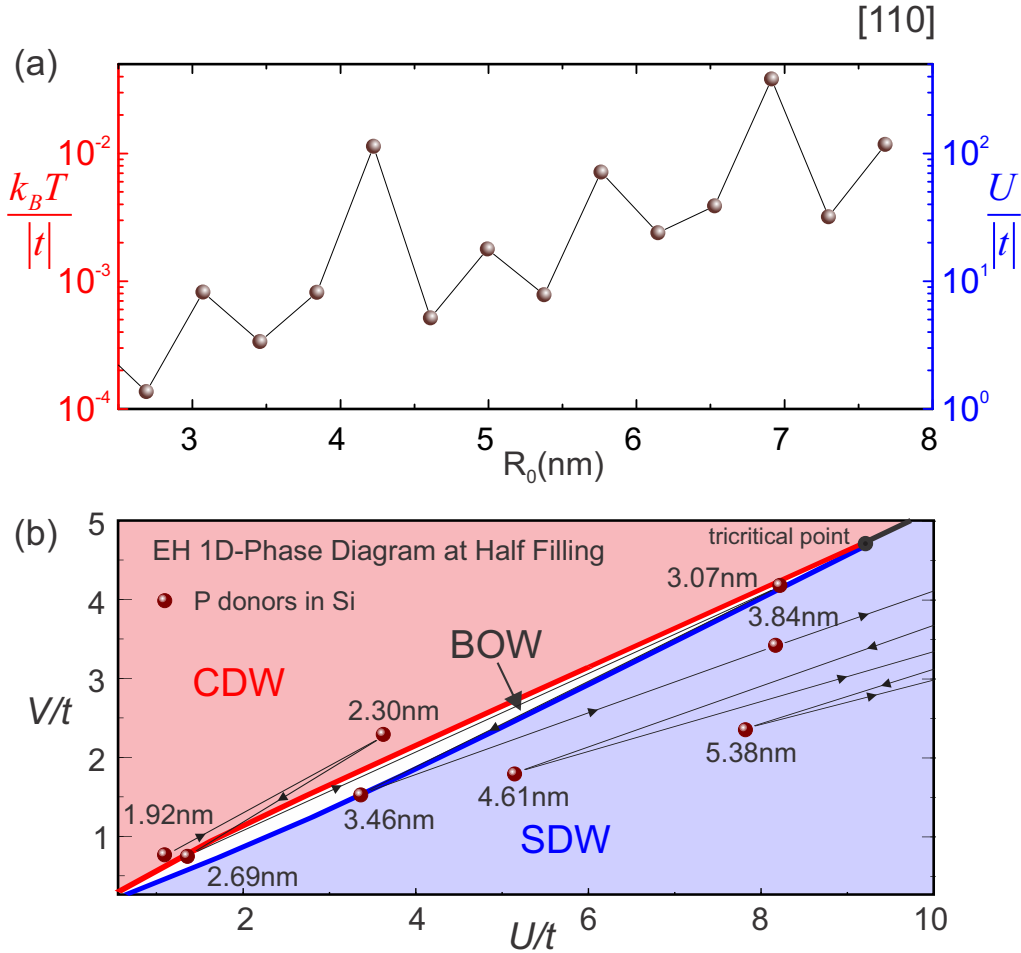 [110]
(a)
k_B T / |t|
10^-2
10^-3
10^-4
U / |t|
10^2
10^1
10^0
3 4 5 6 7 8
R_0(nm)
(b)
EH 1D-Phase Diagram at Half Filling
P donors in Si
tricritical point
3.07nm
3.84nm
BOW
CDW
2.30nm
5.38nm
4.61nm
1.92nm
3.46nm
SDW
2.69nm
V/t
5
4
3
2
1
2 4 6 8 10
U/t